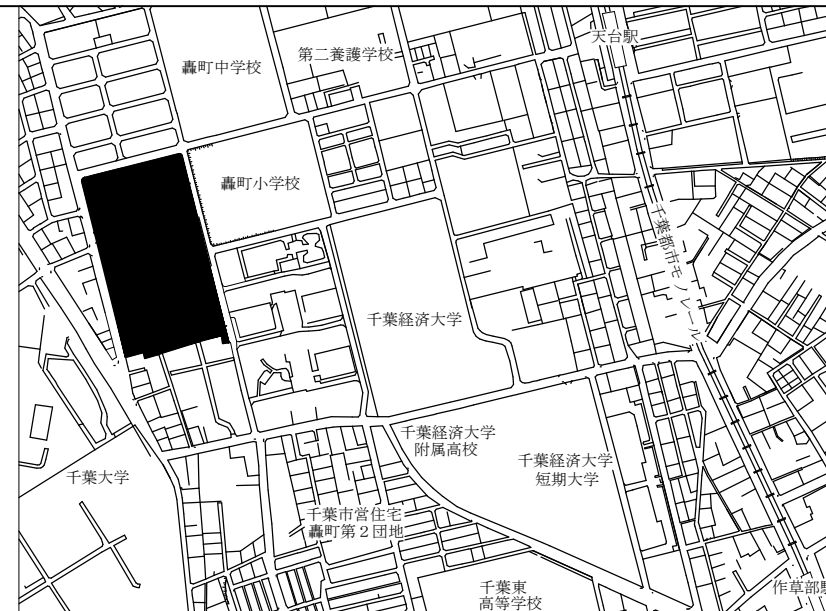 天台駅
第二養護学校
轟町中学校
轟町小学校
千葉都市モノレール
千葉経済大学
千葉経済大学
附属高校
千葉経済大学
短期大学
千葉大学
千葉市営住宅
轟町第２団地
千葉東
高等学校
作草部駅